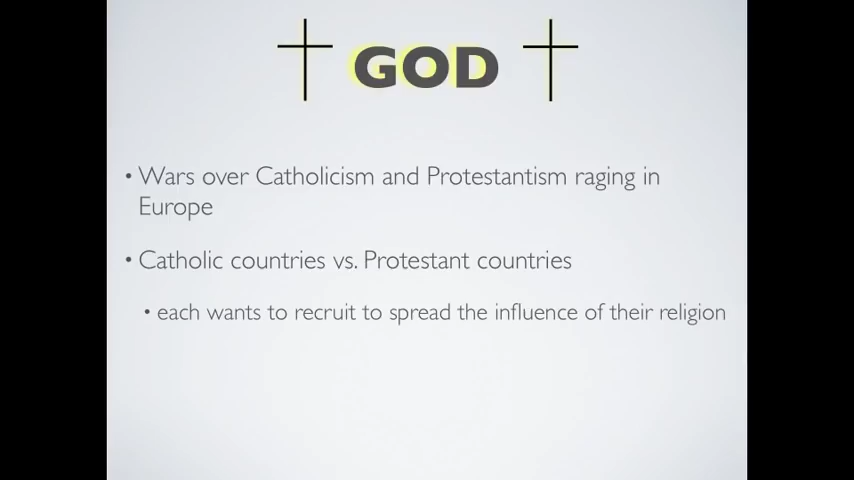 GOD
• Wars over Catholicism and Protestantism raging in
Europe
• Catholic countries vs. Protestant countries
• each wants to recruit to spread the influence of their religion